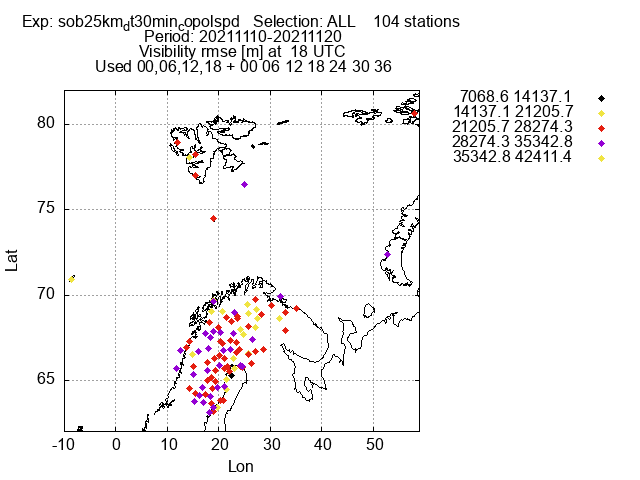 Exp: sob25km_dt30min_copolspd   Selection: ALL    104 stations
Period: 20211110-20211120
Visibility rmse [m] at  18 UTC
Used 00,06,12,18 + 00 06 12 18 24 30 36
7068.6 14137.1
14137.1 21205.7
21205.7 28274.3
28274.3 35342.8
35342.8 42411.4
80
75
70
65
Lat
-10 0 10 20 30 40 50
Lon